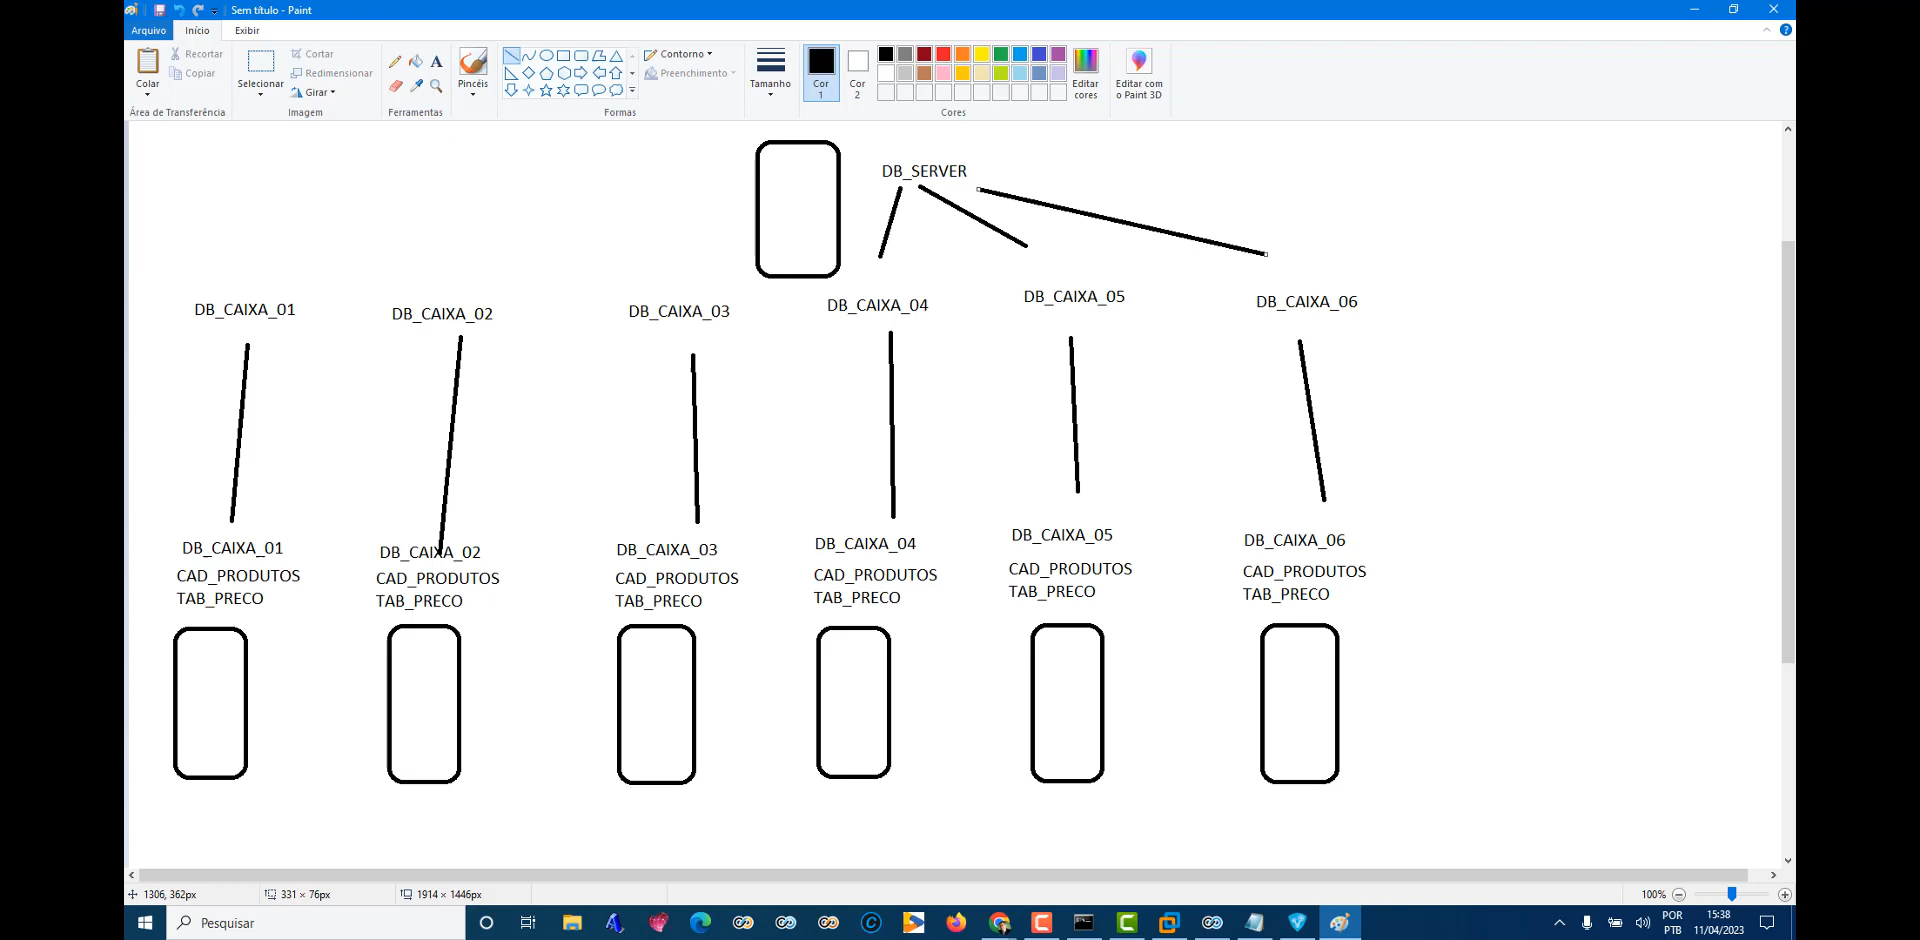 Sem título - Paint
Arquivo
Início
Exibir
Colar
Recortar
Copiar
Área de Transferência
Selecionar
Cortar
Redimensionar
Girar
Imagem
Ferramentas
Pincéis
Formas
Contorno
Preenchimento
Tamanho
Cor 1
Cor 2
Editar cores
Editar com o Paint 3D
Cores
DB_SERVER
DB_CAIXA_01
DB_CAIXA_02
DB_CAIXA_03
DB_CAIXA_04
DB_CAIXA_05
DB_CAIXA_06
DB_CAIXA_01
CAD_PRODUTOS
TAB_PRECO
DB_CAIXA_02
CAD_PRODUTOS
TAB_PRECO
DB_CAIXA_03
CAD_PRODUTOS
TAB_PRECO
DB_CAIXA_04
CAD_PRODUTOS
TAB_PRECO
DB_CAIXA_05
CAD_PRODUTOS
TAB_PRECO
DB_CAIXA_06
CAD_PRODUTOS
TAB_PRECO
1306, 362px
331 × 76px
1914 × 1446px
100%
Pesquisar
POR
PTB
15:38
11/04/2023